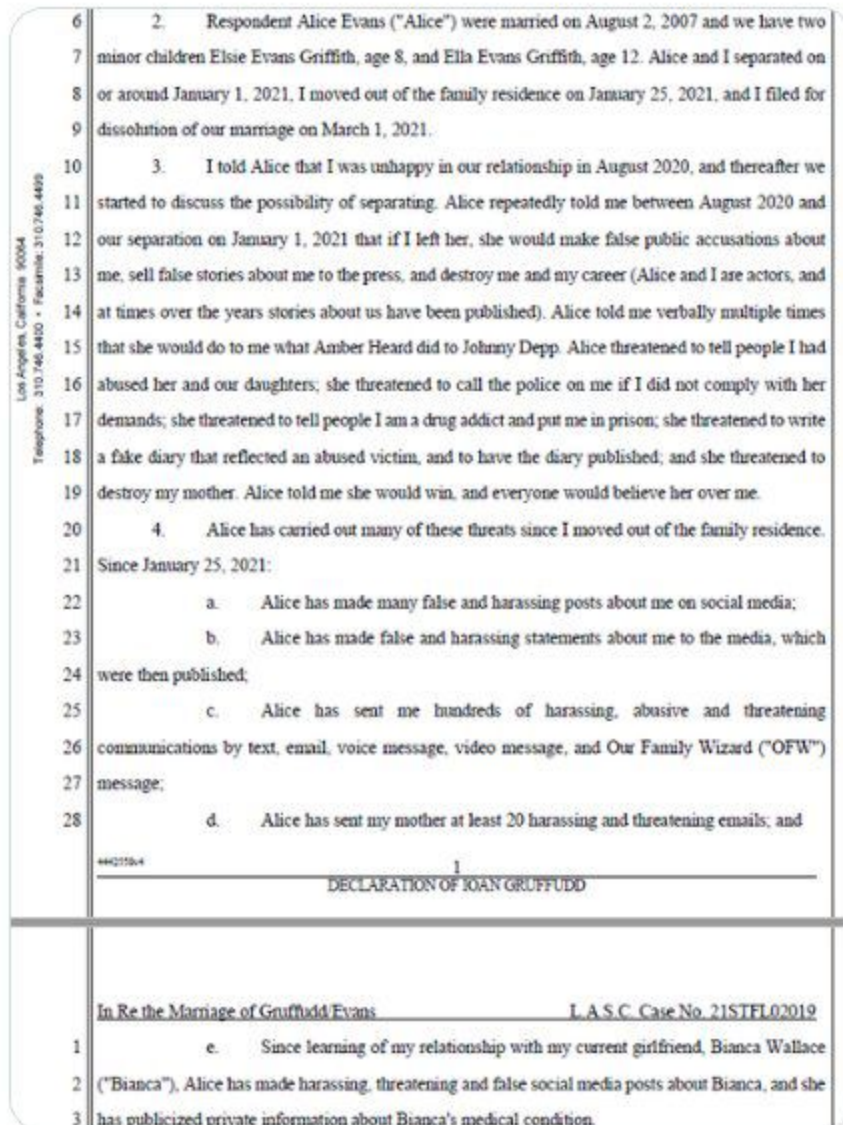 6 2. Respondent Alice Evans ("Alice") were married on August 2, 2007 and we have two
7 minor children Elsie Evans Griffith, age 8, and Ella Evans Griffith, age 12. Alice and I separated on
8 or around January 1, 2021, I moved out of the family residence on January 25, 2021, and I filed for
9 dissolution of our marriage on March 1, 2021.
10 3. I told Alice that I was unhappy in our relationship in August 2020, and thereafter we
11 started to discuss the possibility of separating. Alice repeatedly told me between August 2020 and
12 our separation on January 1, 2021 that if I left her, she would make false public accusations about
13 me, sell false stories about me to the press, and destroy me and my career (Alice and I are actors, and
14 at times over the years stories about us have been published). Alice told me verbally multiple times
15 that she would do to me what Amber Heard did to Johnny Depp. Alice threatened to tell people I had
16 abused her and our daughters; she threatened to call the police on me if I did not comply with her
17 demands; she threatened to tell people I am a drug addict and put me in prison; she threatened to write
18 a fake diary that reflected an abused victim, and to have the diary published; and she threatened to
19 destroy my mother. Alice told me she would win, and everyone would believe her over me.
20 4. Alice has carried out many of these threats since I moved out of the family residence.
21 Since January 25, 2021:
22 a. Alice has made many false and harassing posts about me on social media;
23 b. Alice has made false and harassing statements about me to the media, which
24 were then published;
25 c. Alice has sent me hundreds of harassing, abusive and threatening
26 communications by text, email, voice message, video message, and Our Family Wizard ("OFW")
27 message;
28 d. Alice has sent my mother at least 20 harassing and threatening emails; and
Los Angeles, California 90064
Telephone: 310.746.4400 • Facsimile: 310.746.4499
1
DECLARATION OF IOAN GRUFFUDD
In Re the Marriage of Gruffudd/Evans L.A.S.C. Case No. 21STFL02019
1 e. Since learning of my relationship with my current girlfriend, Bianca Wallace
2 ("Bianca"), Alice has made harassing, threatening and false social media posts about Bianca, and she
3 has publicized private information about Bianca's medical condition.